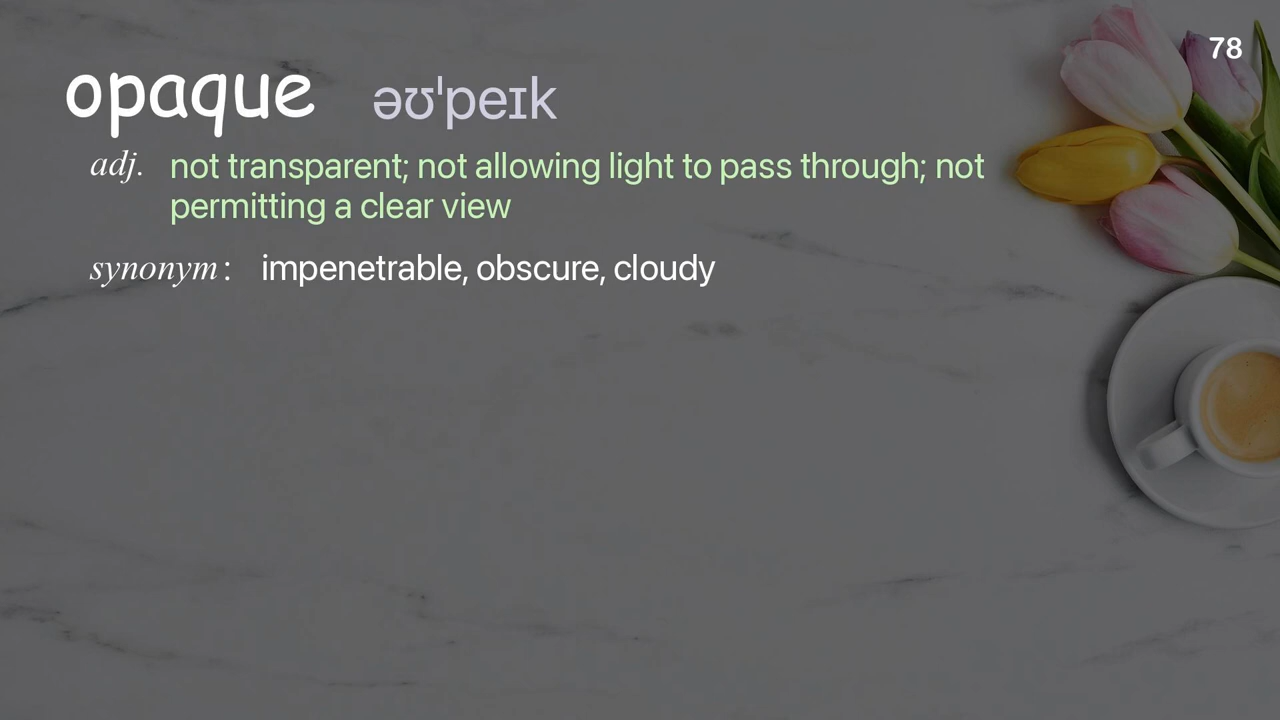 78
opaque əʊˈpeɪk
adj. not transparent; not allowing light to pass through; not
permitting a clear view
synonym : impenetrable, obscure, cloudy